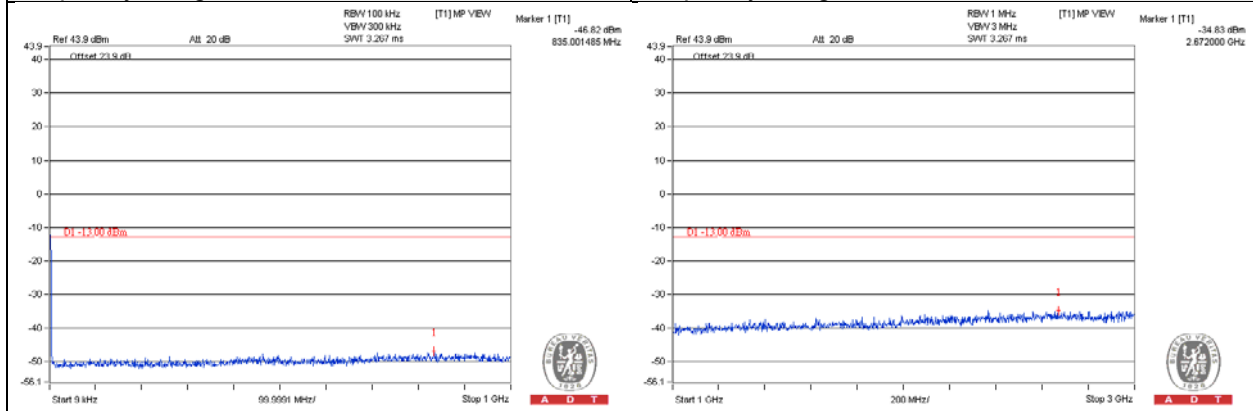 RBW 100 kHz [T1] MP VIEW Marker 1 [T1]
VBW 300 kHz -46.82 dBm
Ref 43.9 dBm Att 20 dB SWT 3.267 ms 835.001485 MHz
43.9
Offset 23.9 dB
40
30
20
10
0
-10
D1 -13.00 dBm
-20
-30
-40
1
-50
-56.1
Start 9 kHz 99.9991 MHz/ Stop 1 GHz
BUREAU VERITAS
1828
A D T
RBW 1 MHz [T1] MP VIEW Marker 1 [T1]
VBW 3 MHz -34.83 dBm
Ref 43.9 dBm Att 20 dB SWT 3.267 ms 2.672000 GHz
43.9
Offset 23.9 dB
40
30
20
10
0
-10
D1 -13.00 dBm
-20
-30
1
-40
-50
-56.1
Start 1 GHz 200 MHz/ Stop 3 GHz
BUREAU VERITAS
1828
A D T